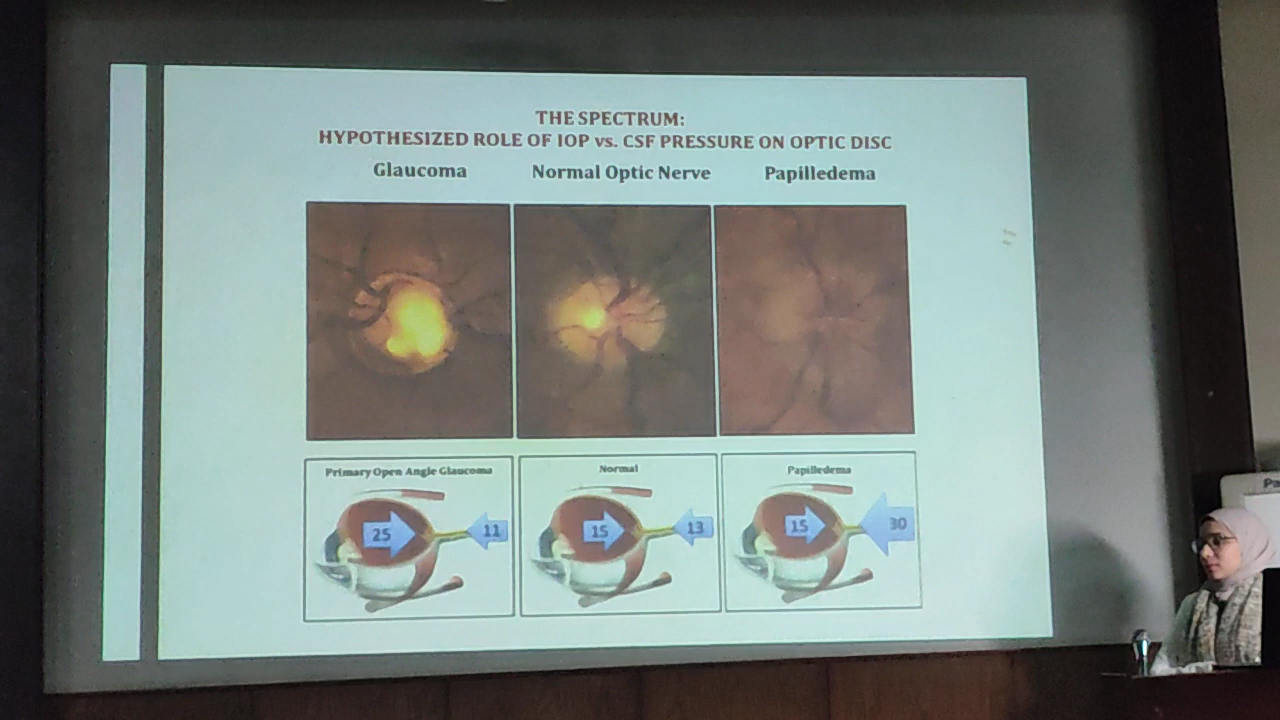 THE SPECTRUM:
HYPOTHESIZED ROLE OF IOP vs. CSF PRESSURE ON OPTIC DISC
Glaucoma Normal Optic Nerve Papilledema
Primary Open Angle Glaucoma Normal Papilledema
25 11 15 13 15 30